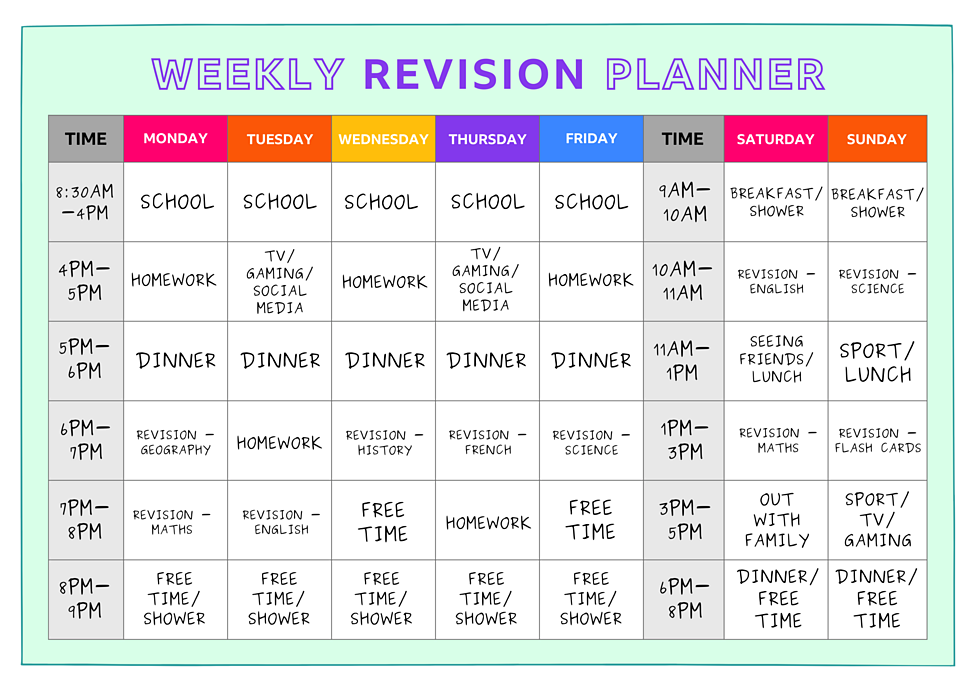 WEEKLY REVISION PLANNER
TIME MONDAY TUESDAY WEDNESDAY THURSDAY FRIDAY TIME SATURDAY SUNDAY
8:30AM
–4PM
SCHOOL
SCHOOL
SCHOOL
SCHOOL
SCHOOL
9AM–
10AM
BREAKFAST/
SHOWER
BREAKFAST/
SHOWER
4PM–
5PM
HOMEWORK
TV/
GAMING/
SOCIAL
MEDIA
HOMEWORK
TV/
GAMING/
SOCIAL
MEDIA
HOMEWORK
10AM–
11AM
REVISION –
ENGLISH
REVISION –
SCIENCE
5PM–
6PM
DINNER
DINNER
DINNER
DINNER
DINNER
11AM–
1PM
SEEING
FRIENDS/
LUNCH
SPORT/
LUNCH
6PM–
7PM
REVISION –
GEOGRAPHY
HOMEWORK
REVISION –
HISTORY
REVISION –
FRENCH
REVISION –
SCIENCE
1PM–
3PM
REVISION –
MATHS
REVISION –
FLASH CARDS
7PM–
8PM
REVISION –
MATHS
REVISION –
ENGLISH
FREE
TIME
HOMEWORK
FREE
TIME
3PM–
5PM
OUT
WITH
FAMILY
SPORT/
TV/
GAMING
8PM–
9PM
FREE
TIME/
SHOWER
FREE
TIME/
SHOWER
FREE
TIME/
SHOWER
FREE
TIME/
SHOWER
FREE
TIME/
SHOWER
6PM–
8PM
DINNER/
FREE
TIME
DINNER/
FREE
TIME